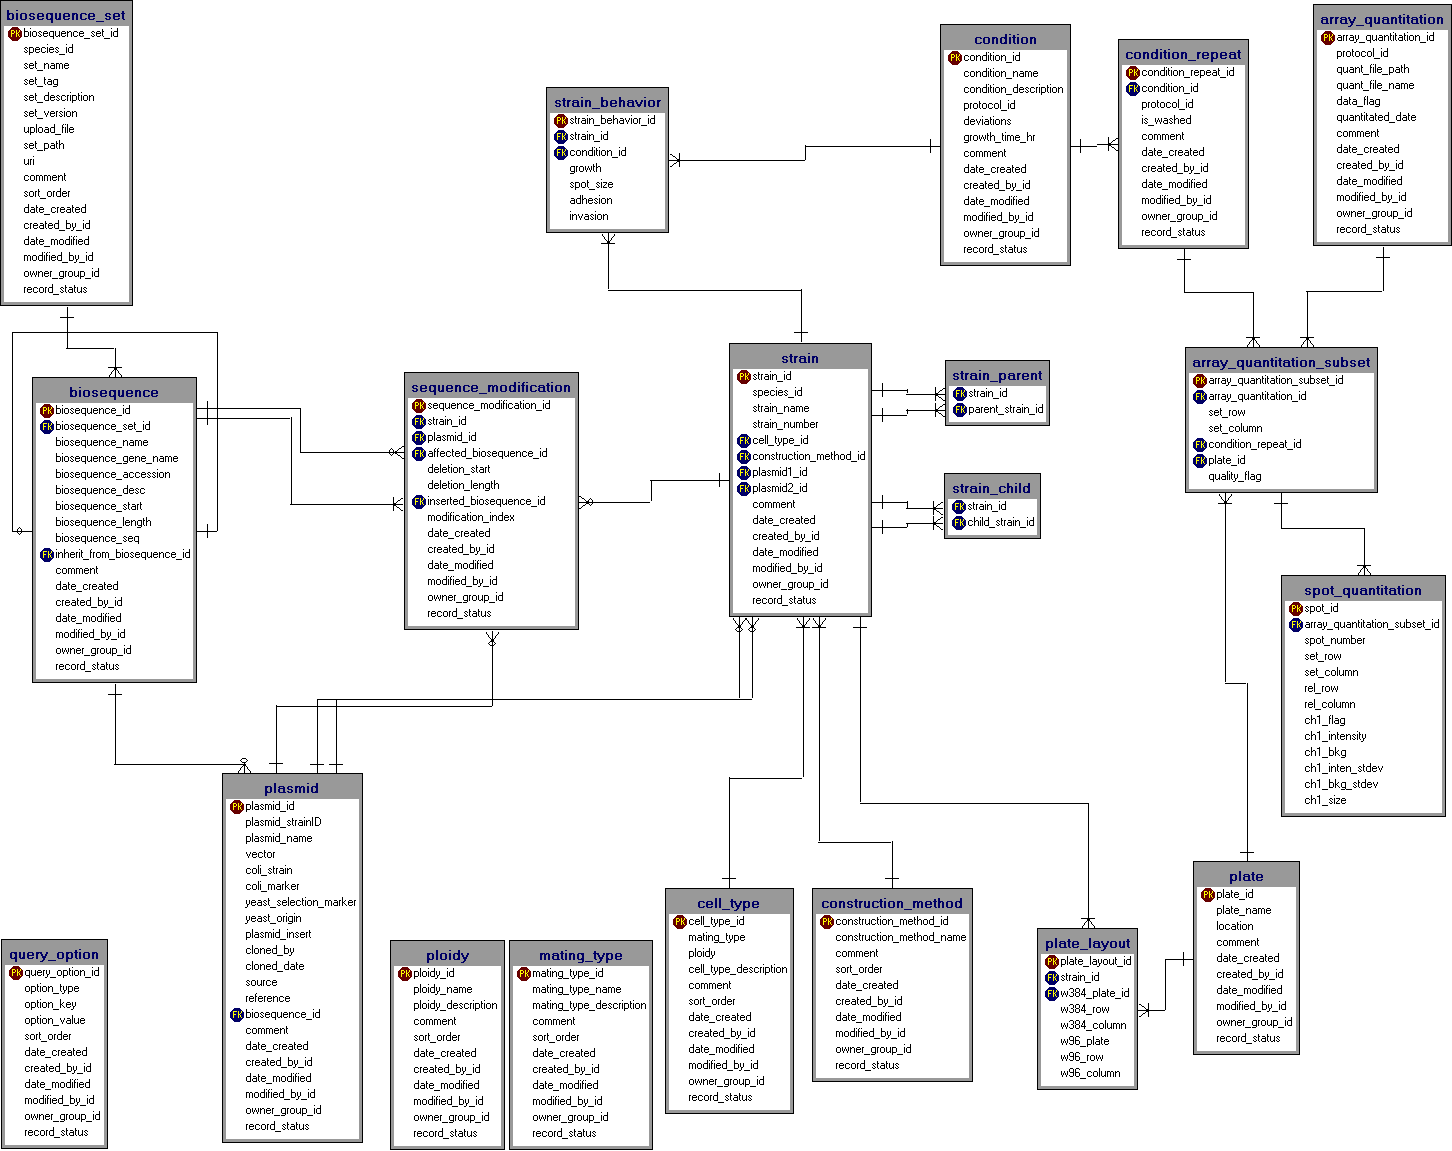 biosequence_set
Pk biosequence_set_id
species_id
set_name
set_tag
set_description
set_version
upload_file
set_path
uri
comment
sort_order
date_created
created_by_id
date_modified
modified_by_id
owner_group_id
record_status
strain_behavior
Pk strain_behavior_id
Fk strain_id
Fk condition_id
growth
spot_size
adhesion
invasion
condition
Pk condition_id
condition_name
condition_description
protocol_id
deviations
growth_time_hr
comment
date_created
created_by_id
date_modified
modified_by_id
owner_group_id
record_status
condition_repeat
Pk condition_repeat_id
Fk condition_id
protocol_id
is_washed
comment
date_created
created_by_id
date_modified
modified_by_id
owner_group_id
record_status
array_quantitation
Pk array_quantitation_id
protocol_id
quant_file_path
quant_file_name
data_flag
quantitated_date
comment
date_created
created_by_id
date_modified
modified_by_id
owner_group_id
record_status
biosequence
Pk biosequence_id
Fk biosequence_set_id
biosequence_name
biosequence_gene_name
biosequence_accession
biosequence_desc
biosequence_start
biosequence_length
biosequence_seq
Fk inherit_from_biosequence_id
comment
date_created
created_by_id
date_modified
modified_by_id
owner_group_id
record_status
sequence_modification
Pk sequence_modification_id
Fk strain_id
Fk plasmid_id
Fk affected_biosequence_id
deletion_start
deletion_length
Fk inserted_biosequence_id
modification_index
date_created
created_by_id
date_modified
modified_by_id
owner_group_id
record_status
strain
Pk strain_id
species_id
strain_name
strain_number
Fk cell_type_id
Fk construction_method_id
Fk plasmid1_id
Fk plasmid2_id
comment
date_created
created_by_id
date_modified
modified_by_id
owner_group_id
record_status
strain_parent
Fk strain_id
Fk parent_strain_id
strain_child
Fk strain_id
Fk child_strain_id
array_quantitation_subset
Pk array_quantitation_subset_id
Fk array_quantitation_id
set_row
set_column
Fk condition_repeat_id
Fk plate_id
quality_flag
spot_quantitation
Pk spot_id
Fk array_quantitation_subset_id
spot_number
set_row
set_column
rel_row
rel_column
ch1_flag
ch1_intensity
ch1_bkg
ch1_inten_stdev
ch1_bkg_stdev
ch1_size
plasmid
Pk plasmid_id
plasmid_strainID
plasmid_name
vector
coli_strain
coli_marker
yeast_selection_marker
yeast_origin
plasmid_insert
cloned_by
cloned_date
source
reference
Fk biosequence_id
comment
date_created
created_by_id
date_modified
modified_by_id
owner_group_id
record_status
query_option
Pk query_option_id
option_type
option_key
option_value
sort_order
date_created
created_by_id
date_modified
modified_by_id
owner_group_id
record_status
ploidy
Pk ploidy_id
ploidy_name
ploidy_description
comment
sort_order
date_created
created_by_id
date_modified
modified_by_id
owner_group_id
record_status
mating_type
Pk mating_type_id
mating_type_name
mating_type_description
comment
sort_order
date_created
created_by_id
date_modified
modified_by_id
owner_group_id
record_status
cell_type
Pk cell_type_id
mating_type
ploidy
cell_type_description
comment
sort_order
date_created
created_by_id
date_modified
modified_by_id
owner_group_id
record_status
construction_method
Pk construction_method_id
construction_method_name
comment
sort_order
date_created
created_by_id
date_modified
modified_by_id
owner_group_id
record_status
plate_layout
Pk plate_layout_id
Fk strain_id
Fk w384_plate_id
w384_row
w384_column
w96_plate
w96_row
w96_column
plate
Pk plate_id
plate_name
location
comment
date_created
created_by_id
date_modified
modified_by_id
owner_group_id
record_status